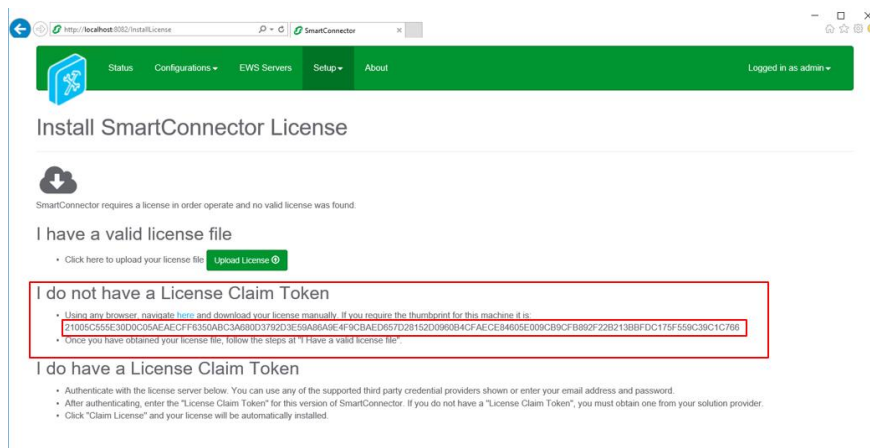 http://localhost:8082/InstallLicense
SmartConnector
Status Configurations EWS Servers Setup About Logged in as admin
Install SmartConnector License
SmartConnector requires a license in order operate and no valid license was found.
I have a valid license file
Click here to upload your license file Upload License
I do not have a License Claim Token
Using any browser, navigate here and download your license manually. If you require the thumbprint for this machine it is:
21005C555E30D0C05AEAECFF6350ABC3A680D3792D3E59A86A9E4F9CBAED657D28152D0960B4CFAECE84605E009CB9CFB892F22B213BBFDC175F559C39C1C766
Once you have obtained your license file, follow the steps at "I Have a valid license file".
I do have a License Claim Token
Authenticate with the license server below. You can use any of the supported third party credential providers shown or enter your email address and password.
After authenticating, enter the "License Claim Token" for this version of SmartConnector. If you do not have a "License Claim Token", you must obtain one from your solution provider.
Click "Claim License" and your license will be automatically installed.